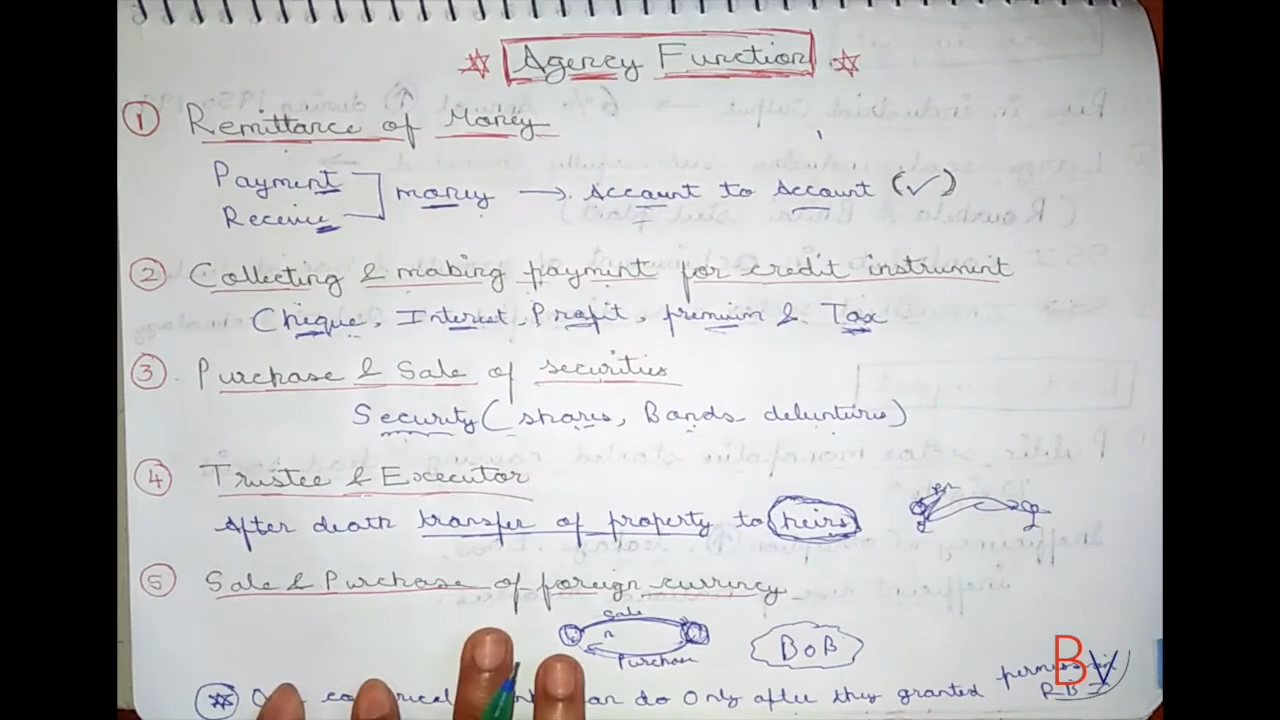 Agency Function
① Remittance of Money
Payment
Receive
money → Account to Account (✓)
② Collecting & making payment for credit instrument
Cheque, Interest, Profit, premium & Tax
③ Purchase & Sale of securities
Security (shares, Bonds debenturies)
④ Trustee & Executor
After death transfer of property to heirs
⑤ Sale & Purchase of foreign currency
Sale
Purchase
BOB
can do only after they granted
RBI
BV